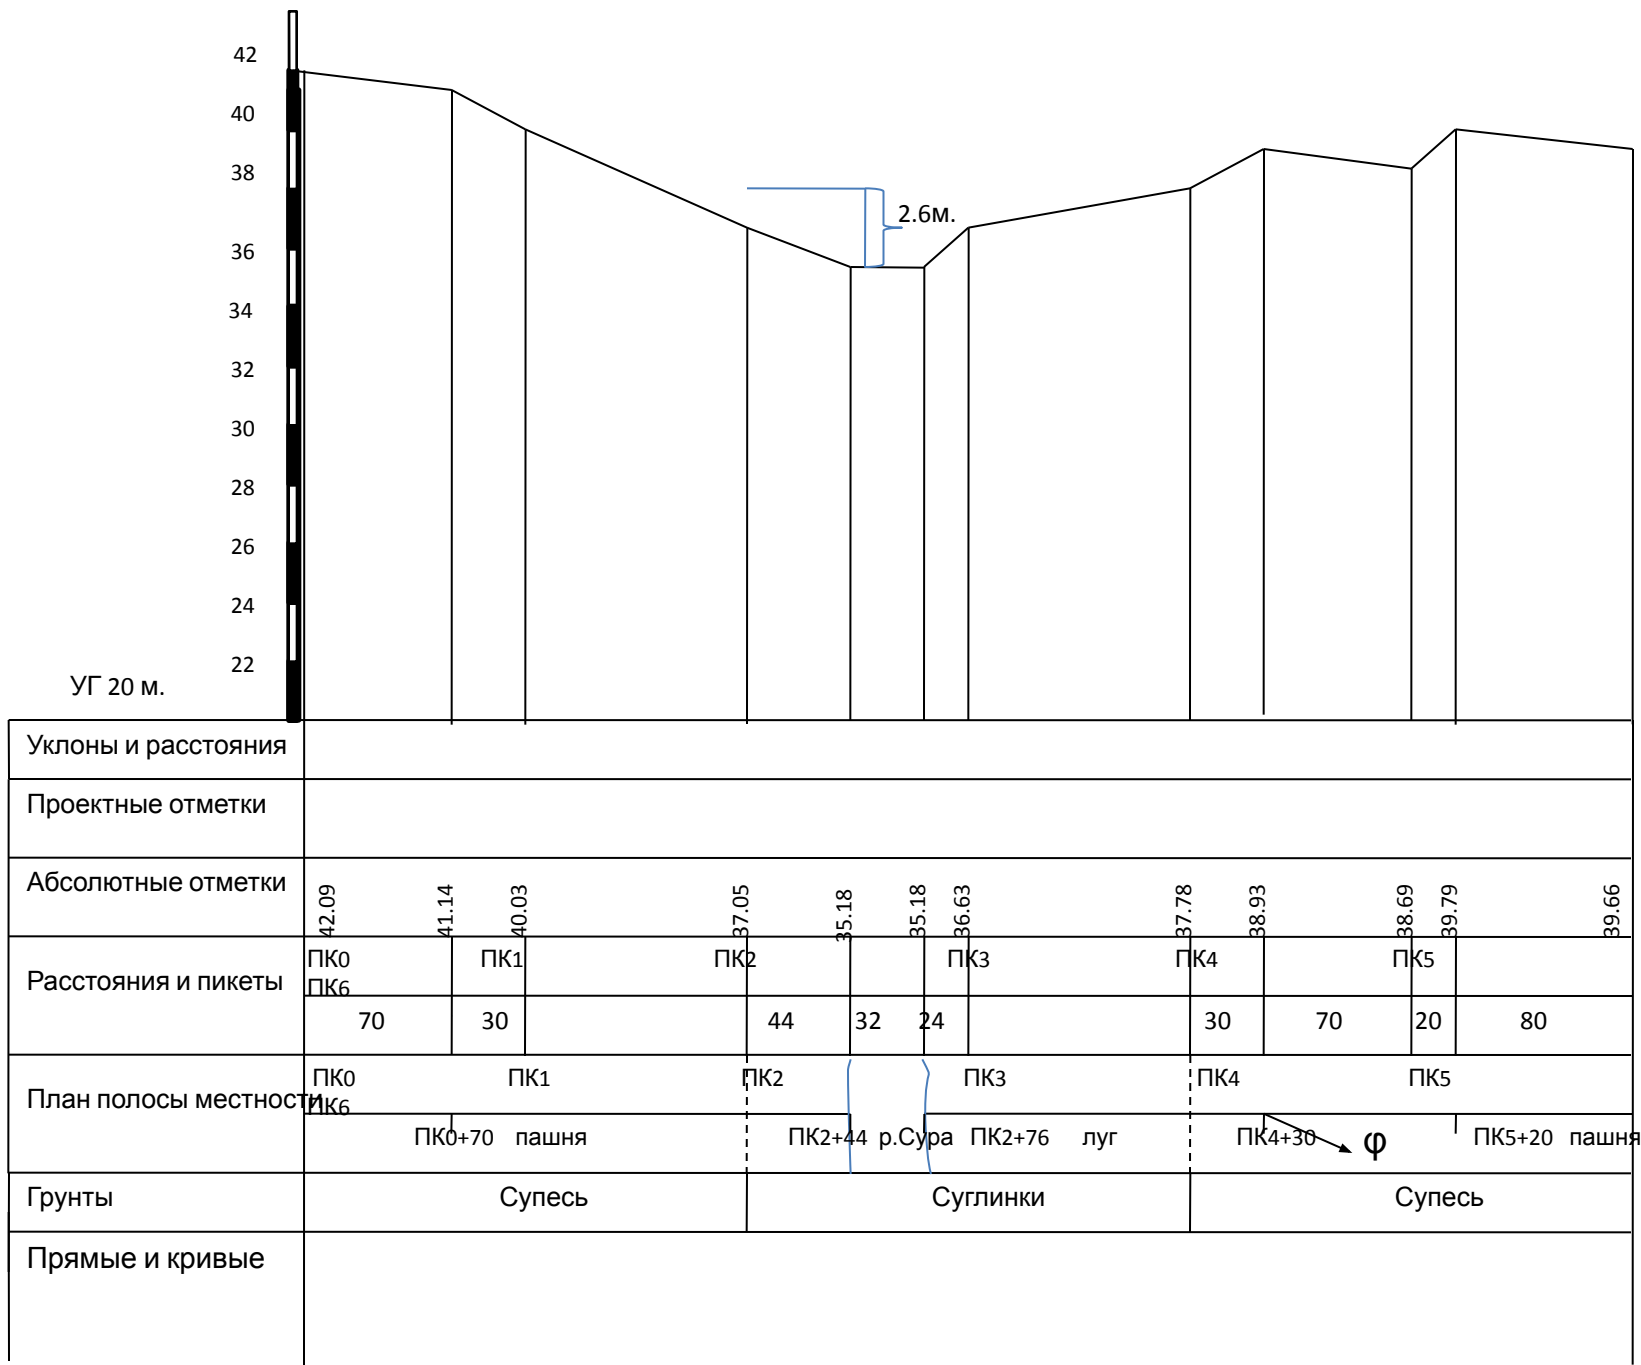 42
40
38
2.6м.
36
34
32
30
28
26
24
22
УГ 20 м.
Уклоны и расстояния
Проектные отметки
Абсолютные отметки
42.09 41.14 40.03 37.05 35.18 35.18 36.63 37.78 38.93 38.69 39.79 39.66
ПК0 ПК1 ПК2 ПК3 ПК4 ПК5
ПК6
Расстояния и пикеты
70 30 44 32 24 30 70 20 80
ПК0 ПК1 ПК2 ПК3 ПК4 ПК5
План полосы местности
ПК6
ПК0+70 пашня ПК2+44 р.Сура ПК2+76 луг ПК4+30 φ ПК5+20 пашня
Грунты Супесь Суглинки Супесь
Прямые и кривые